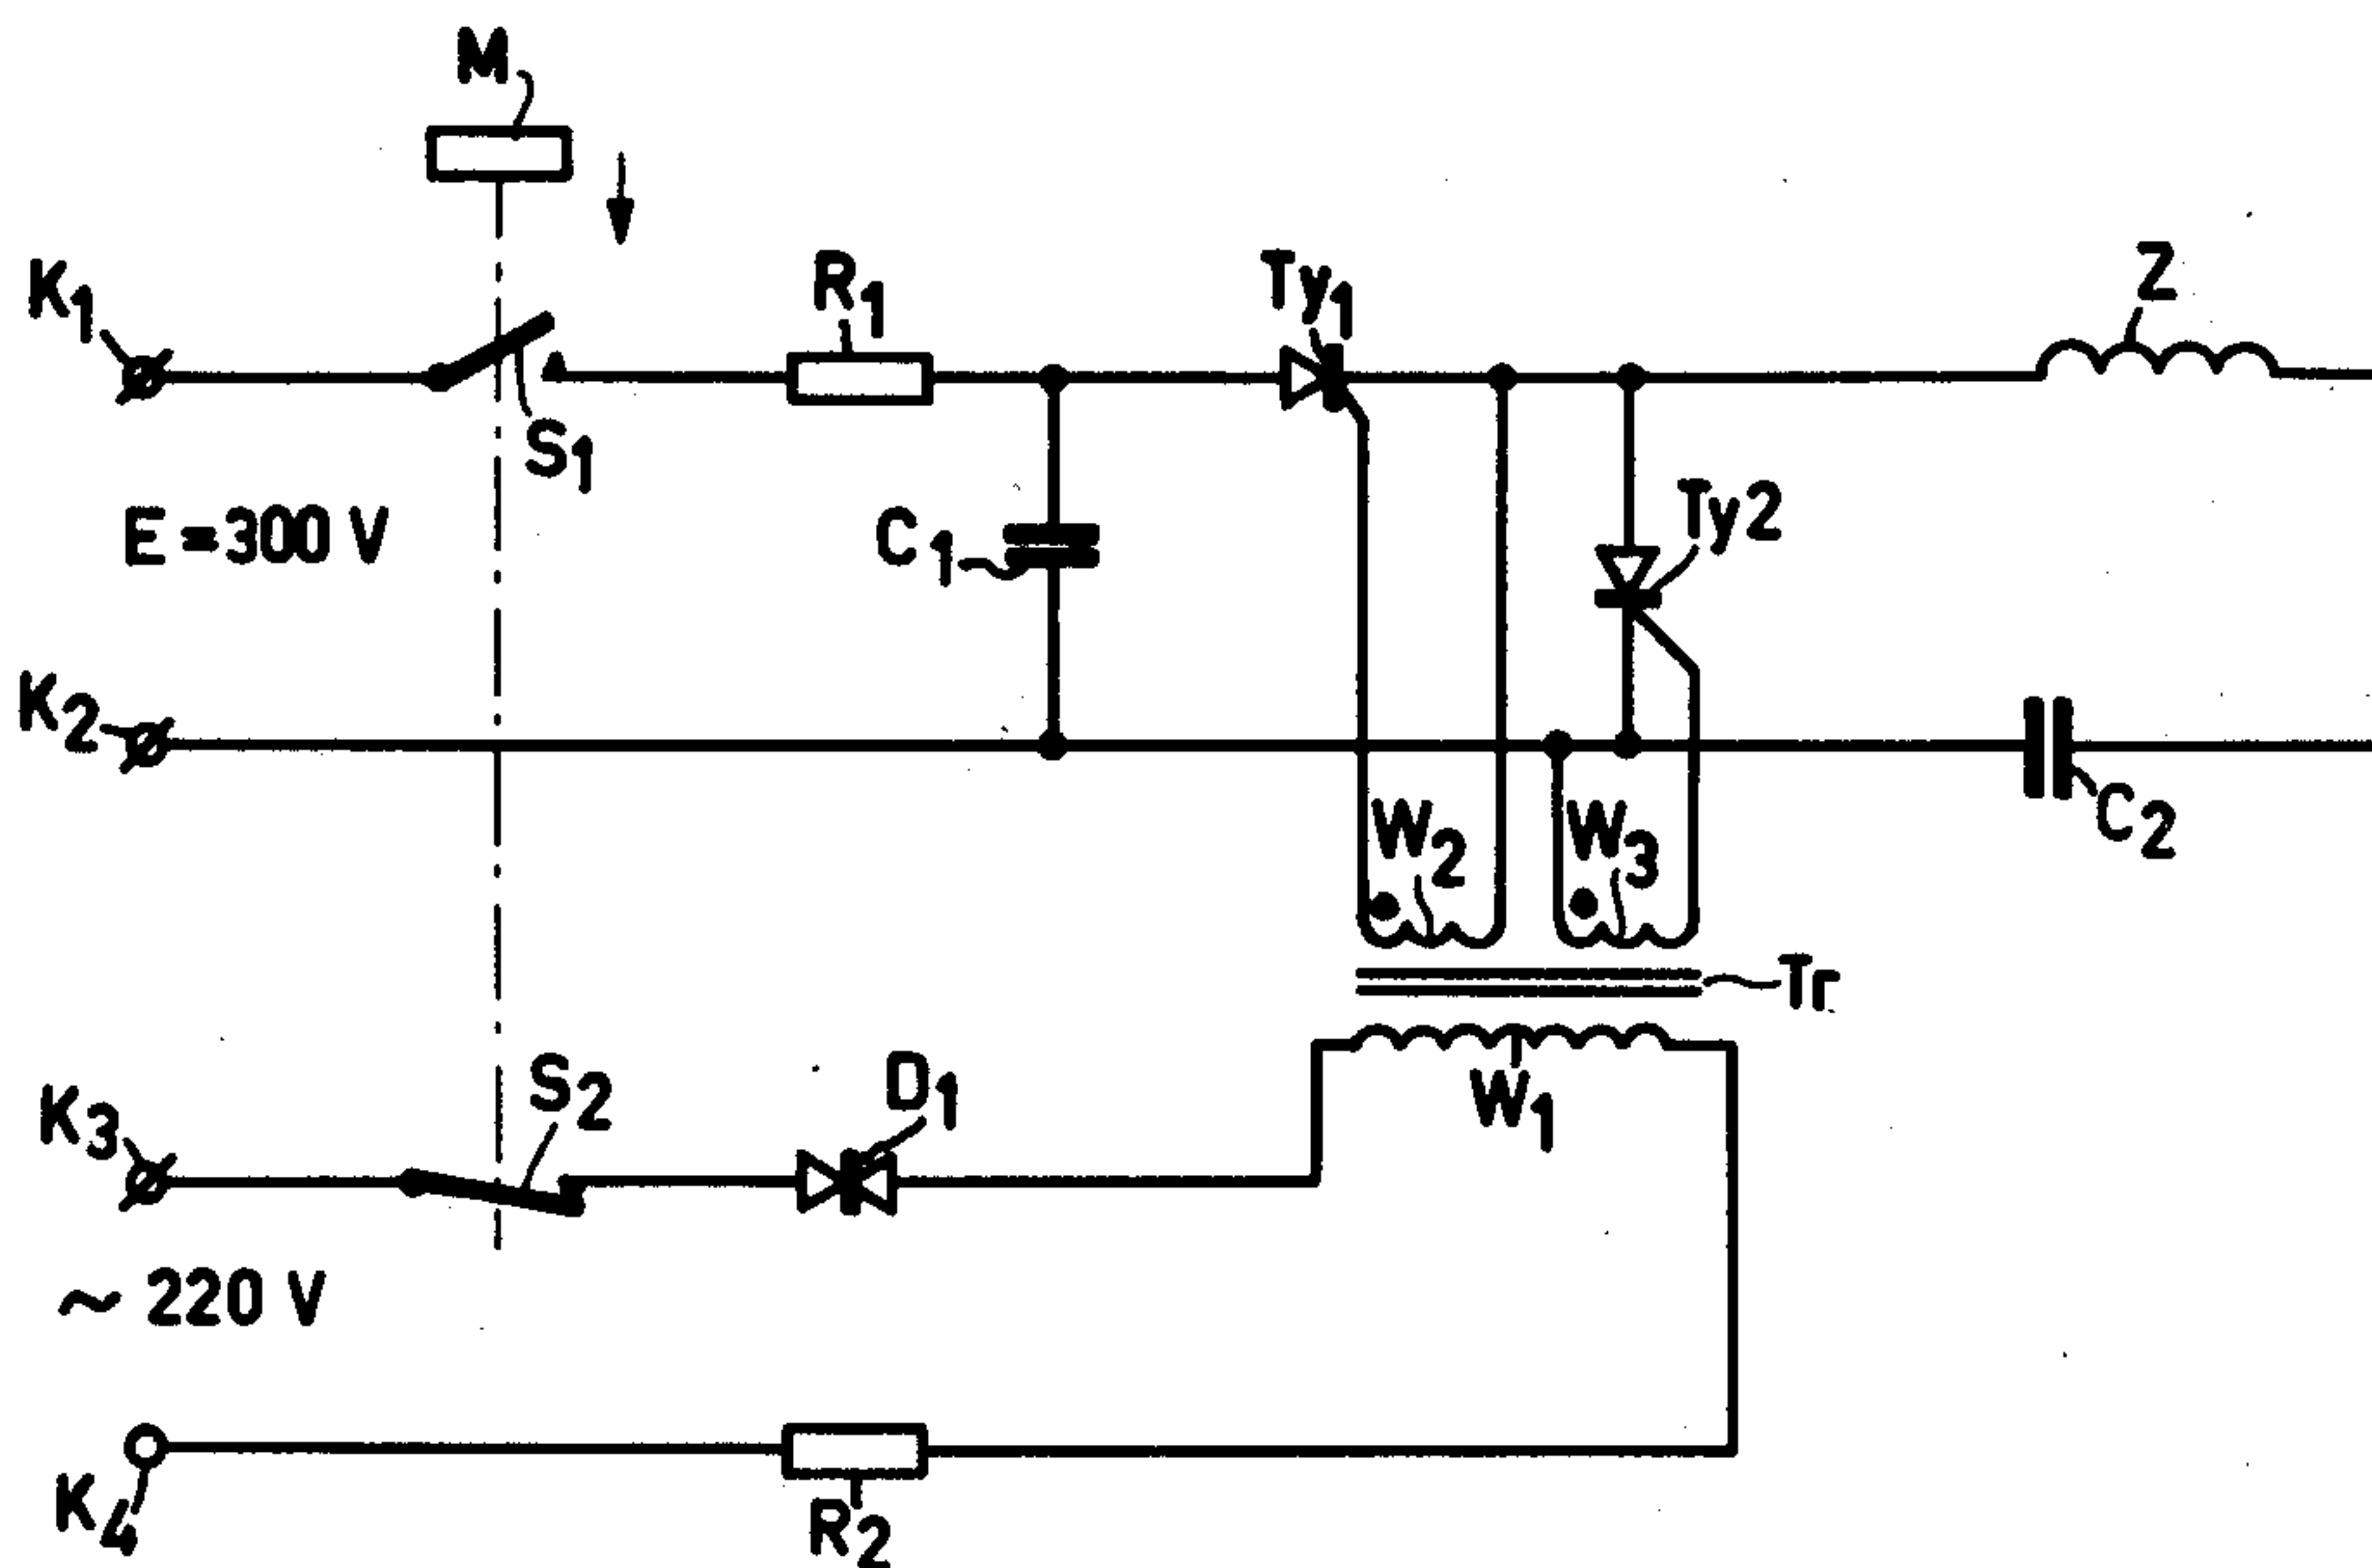 M
K1
R1
Ty1
Z
S1
E = 300 V
C1
Ty2
K2
C2
W2
W3
Tr
K3
S2
D1
W1
~ 220 V
K4
R2